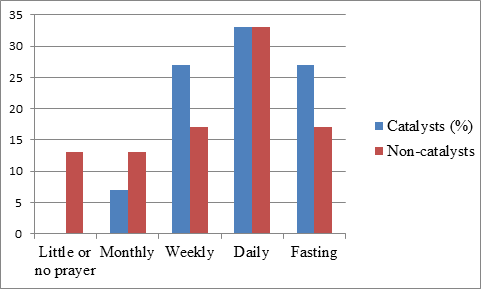 35
30
25
20
15
10
5
0
Little or
no prayer
Monthly
Weekly
Daily
Fasting
Catalysts (%)
Non-catalysts